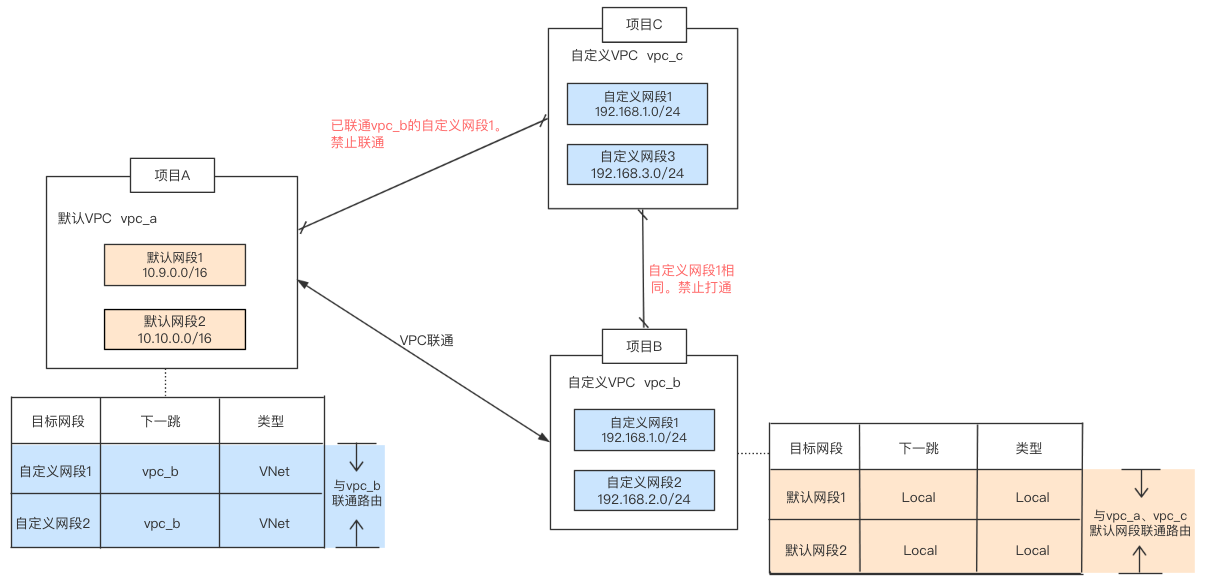 项目C
自定义VPC vpc_c
自定义网段1
192.168.1.0/24
自定义网段3
192.168.3.0/24
已联通vpc_b的自定义网段1。
禁止联通
项目A
默认VPC vpc_a
默认网段1
10.9.0.0/16
默认网段2
10.10.0.0/16
自定义网段1相
同。禁止打通
VPC联通
项目B
自定义VPC vpc_b
自定义网段1
192.168.1.0/24
自定义网段2
192.168.2.0/24
目标网段 下一跳 类型
自定义网段1 vpc_b VNet
自定义网段2 vpc_b VNet
与vpc_b
联通路由
目标网段 下一跳 类型
默认网段1 Local Local
默认网段2 Local Local
与vpc_a、vpc_c
默认网段联通路由